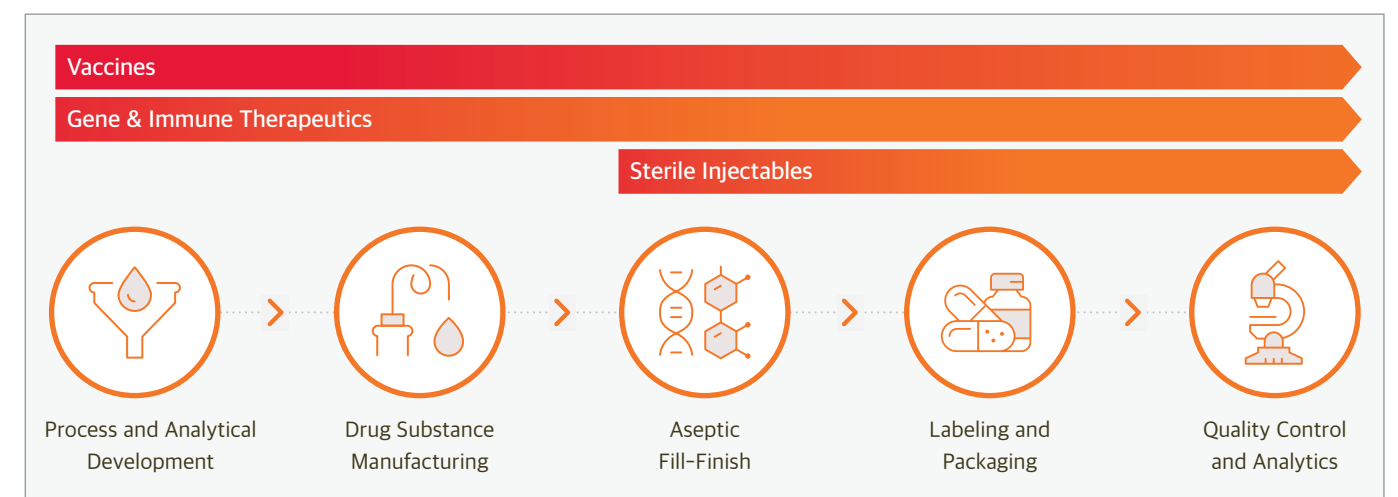 Vaccines
Gene & Immune Therapeutics
Sterile Injectables
Process and Analytical
Development
Drug Substance
Manufacturing
Aseptic
Fill-Finish
Labeling and
Packaging
Quality Control
and Analytics